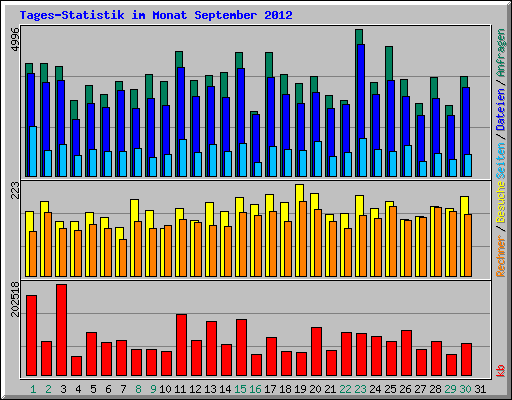 Tages-Statistik im Monat September 2012
4996
223
202518
Rechner / Besuche
Seiten / Dateien / Anfragen
kb
1 2 3 4 5 6 7 8 9 10 11 12 13 14 15 16 17 18 19 20 21 22 23 24 25 26 27 28 29 30 31